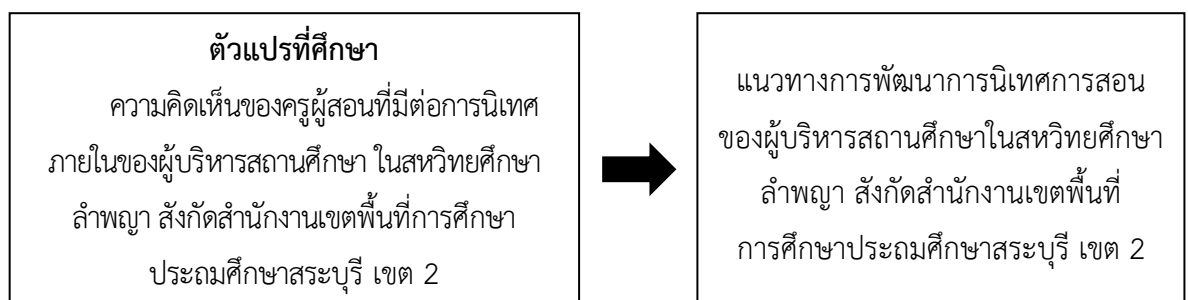 ตัวแปรที่ศึกษา
ความคิดเห็นของครูผู้สอนที่มีต่อการนิเทศ
ภายในของผู้บริหารสถานศึกษา ในสหวิทยศึกษา
ลำพญา สังกัดสำนักงานเขตพื้นที่การศึกษา
ประถมศึกษาสระบุรี เขต 2
แนวทางการพัฒนาการนิเทศการสอน
ของผู้บริหารสถานศึกษาในสหวิทยศึกษา
ลำพญา สังกัดสำนักงานเขตพื้นที่
การศึกษาประถมศึกษาสระบุรี เขต 2